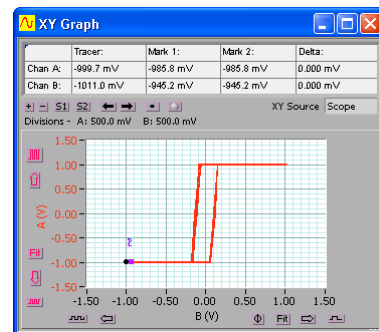 XY Graph
Tracer: Mark 1: Mark 2: Delta:
Chan A: -999.7 mV -985.8 mV -985.8 mV 0.000 mV
Chan B: -1011.0 mV -945.2 mV -945.2 mV 0.000 mV
+ - S1 S2 XY Source Scope
Divisions - A: 500.0 mV B: 500.0 mV
1.50
1.00
0.50
0.00
-0.50
-1.00
-1.50
A (V)
Fit
2
-1.50 -1.00 -0.50 0.00 0.50 1.00 1.50
B (V)
Φ Fit